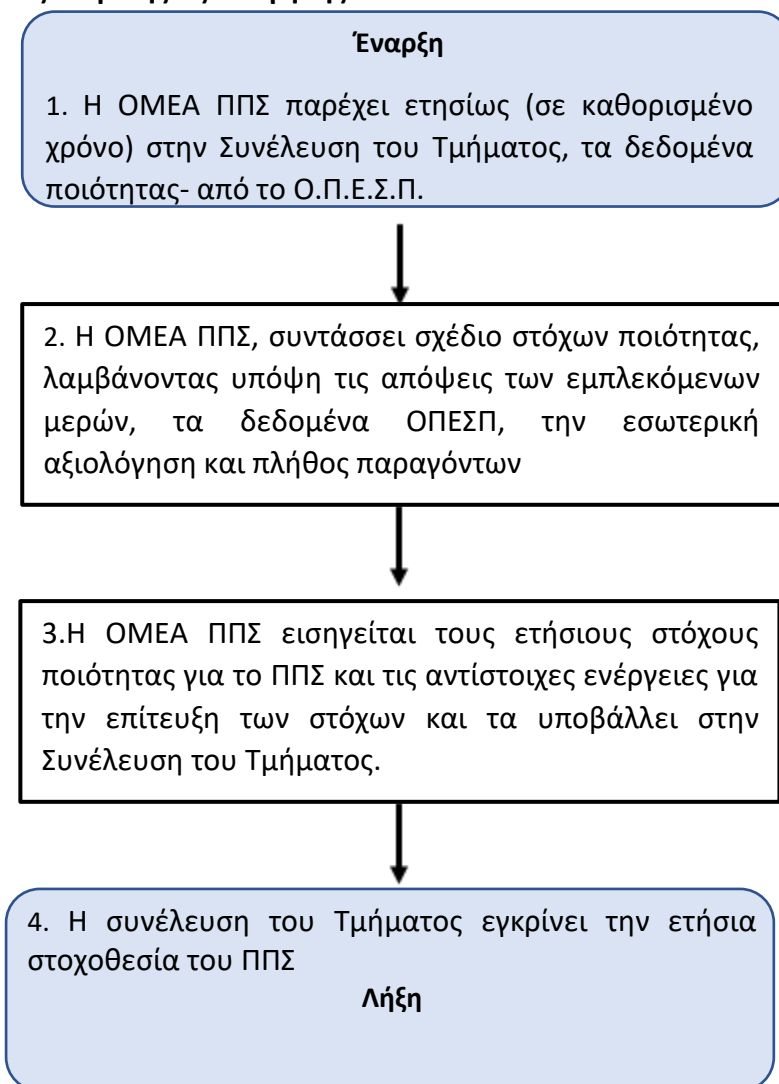 Έναρξη
1. Η ΟΜΕΑ ΠΠΣ παρέχει ετησίως (σε καθορισμένο
χρόνο) στην Συνέλευση του Τμήματος, τα δεδομένα
ποιότητας- από το Ο.Π.Ε.Σ.Π.
2. Η ΟΜΕΑ ΠΠΣ, συντάσσει σχέδιο στόχων ποιότητας,
λαμβάνοντας υπόψη τις απόψεις των εμπλεκόμενων
μερών, τα δεδομένα ΟΠΕΣΠ, την εσωτερική
αξιολόγηση και πλήθος παραγόντων
3.Η ΟΜΕΑ ΠΠΣ εισηγείται τους ετήσιους στόχους
ποιότητας για το ΠΠΣ και τις αντίστοιχες ενέργειες για
την επίτευξη των στόχων και τα υποβάλλει στην
Συνέλευση του Τμήματος.
4. Η συνέλευση του Τμήματος εγκρίνει την ετήσια
στοχοθεσία του ΠΠΣ
Λήξη